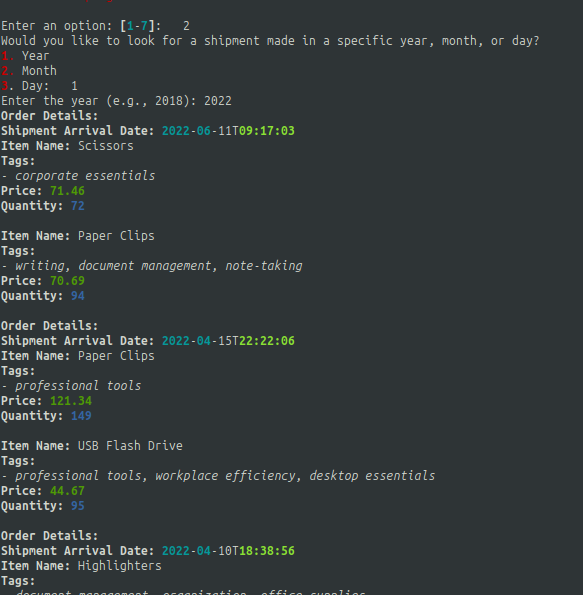 Enter an option: [1-7]:   2
Would you like to look for a shipment made in a specific year, month, or day?
1. Year
2. Month
3. Day:   1
Enter the year (e.g., 2018): 2022
Order Details:
Shipment Arrival Date: 2022-06-11T09:17:03
Item Name: Scissors
Tags:
- corporate essentials
Price: 71.46
Quantity: 72
Item Name: Paper Clips
Tags:
- writing, document management, note-taking
Price: 70.69
Quantity: 94
Order Details:
Shipment Arrival Date: 2022-04-15T22:22:06
Item Name: Paper Clips
Tags:
- professional tools
Price: 121.34
Quantity: 149
Item Name: USB Flash Drive
Tags:
- professional tools, workplace efficiency, desktop essentials
Price: 44.67
Quantity: 95
Order Details:
Shipment Arrival Date: 2022-04-10T18:38:56
Item Name: Highlighters
Tags:
- document management, organization, office supplies